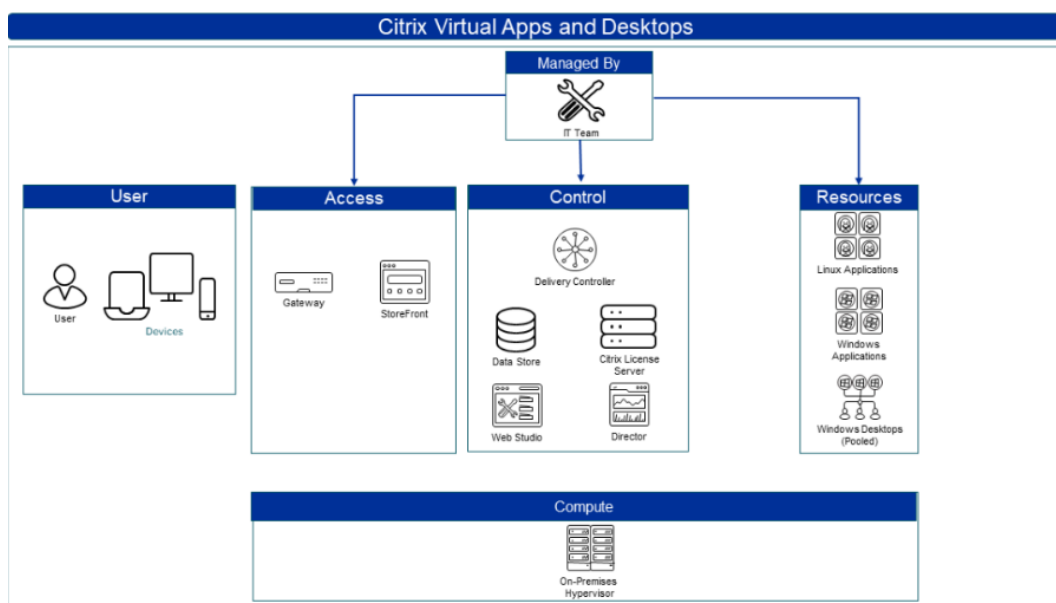 Citrix Virtual Apps and Desktops
Managed By
IT Team
User
User
Devices
Access
Gateway
StoreFront
Control
Delivery Controller
Data Store
Citrix License
Server
Web Studio
Director
Resources
Linux Applications
Windows
Applications
Windows Desktops
(Pooled)
Compute
On-Premises
Hypervisor